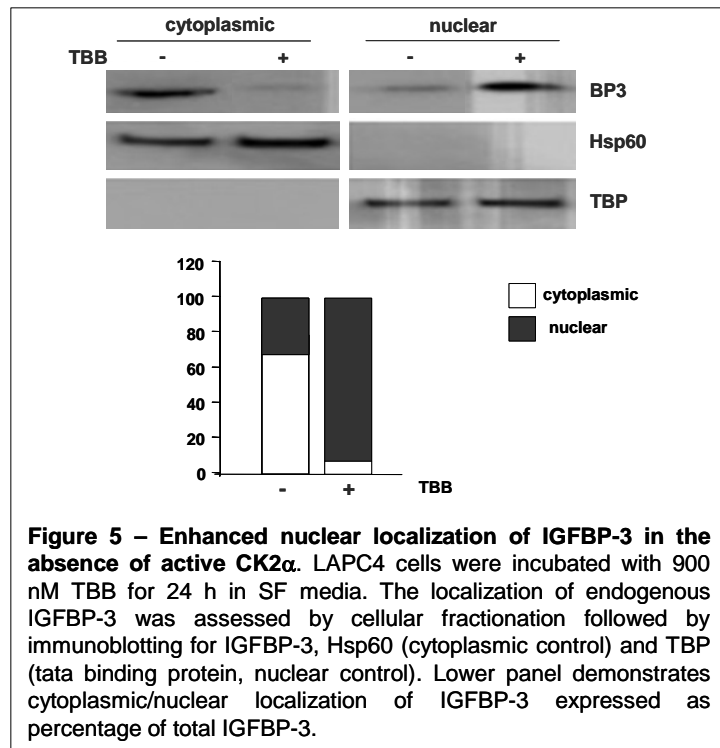 cytoplasmic nuclear
TBB - + - +
BP3
Hsp60
TBP
120
100
80
60
40
20
0
cytoplasmic
nuclear
- + TBB
Figure 5 – Enhanced nuclear localization of IGFBP-3 in the
absence of active CK2α. LAPC4 cells were incubated with 900
nM TBB for 24 h in SF media. The localization of endogenous
IGFBP-3 was assessed by cellular fractionation followed by
immunoblotting for IGFBP-3, Hsp60 (cytoplasmic control) and TBP
(tata binding protein, nuclear control). Lower panel demonstrates
cytoplasmic/nuclear localization of IGFBP-3 expressed as
percentage of total IGFBP-3.